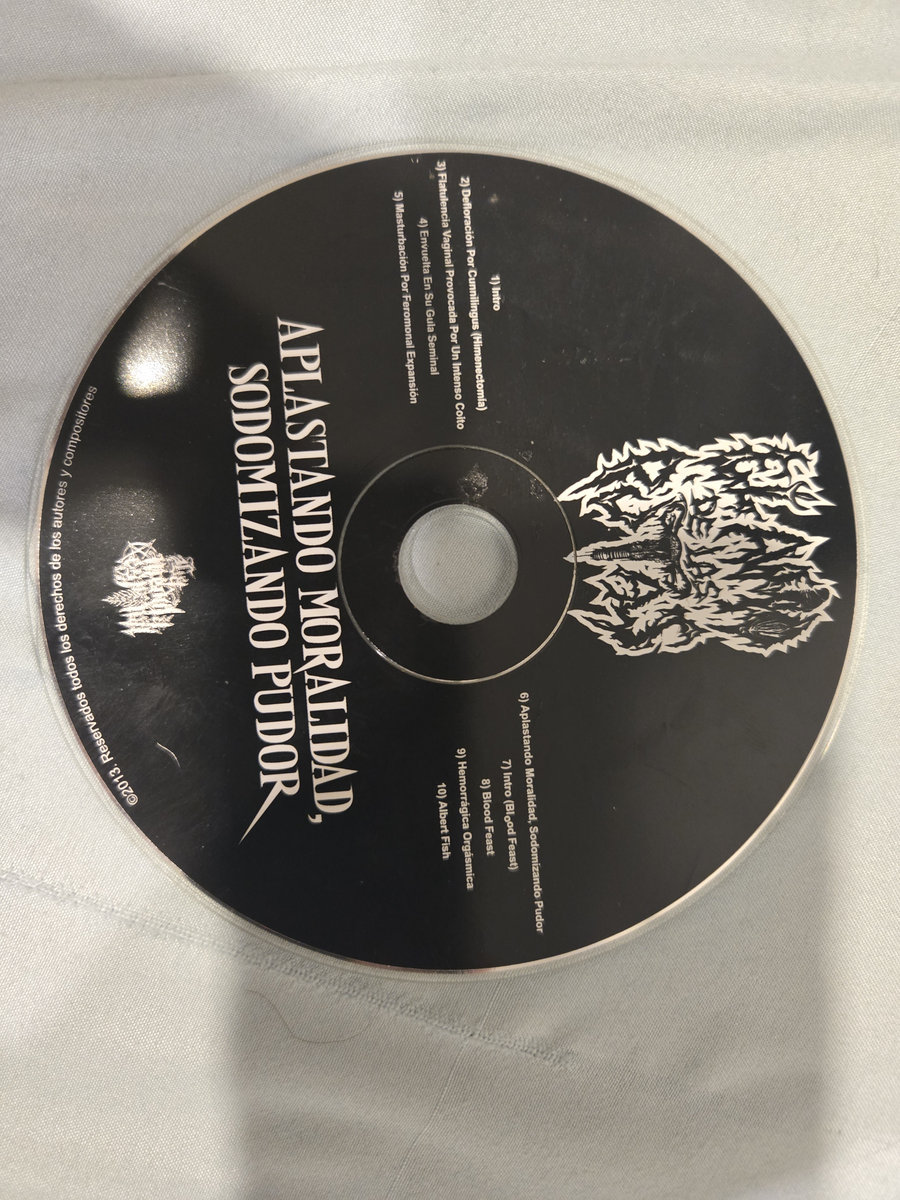 1) Intro
2) Defloración Por Cunnilingus (Himenectomía)
3) Flatulencia Vaginal Provocada Por Un Intenso Coito
4) Envuelta En Su Gula Seminal
5) Masturbación Por Feromonal Expansión
6) Aplastando Moralidad, Sodomizando Pudor
7) Intro (Blood Feast)
8) Blood Feast
9) Hemorrágica Orgásmica
10) Albert Fish
APLASTANDO MORALIDAD,
SODOMIZANDO PUDOR
©2013. Reservados todos los derechos de los autores y compositores